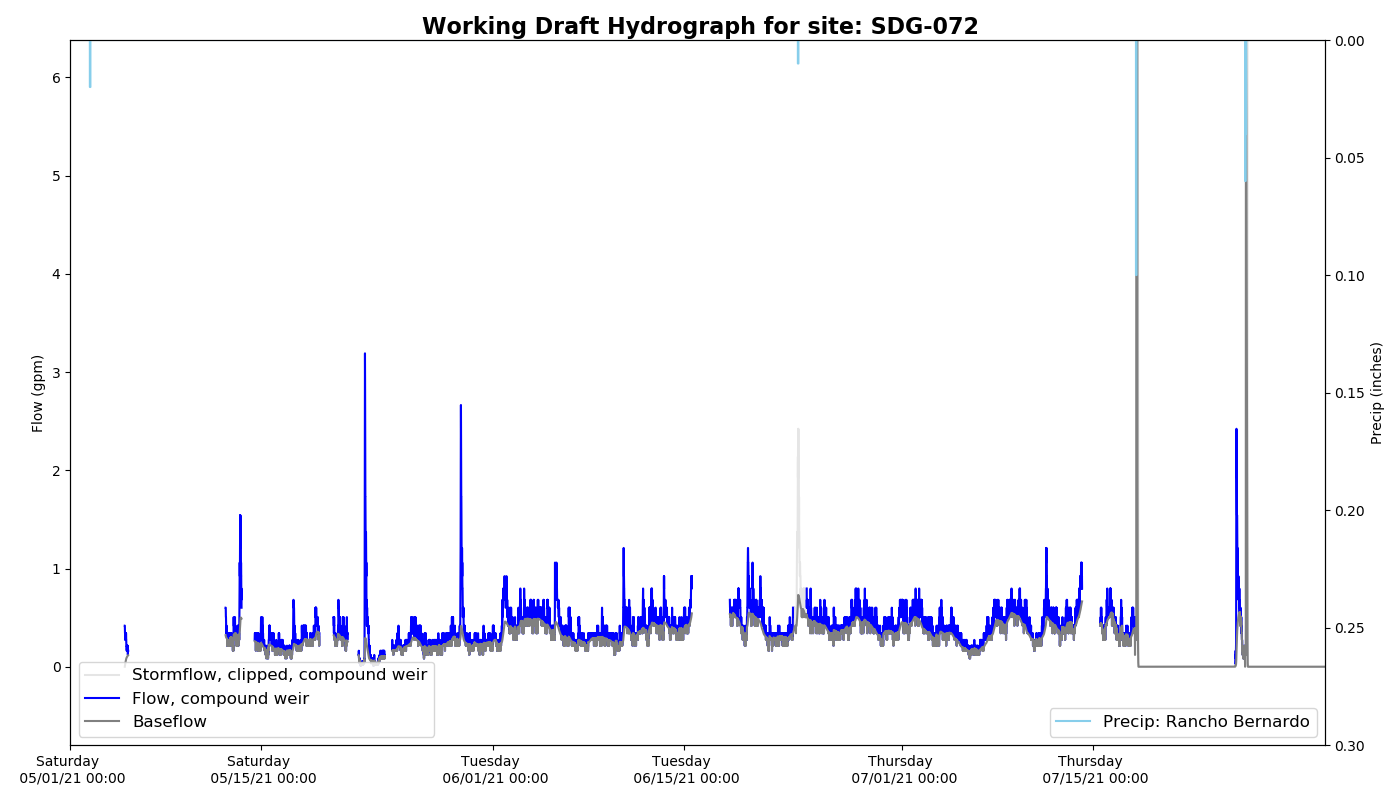 Working Draft Hydrograph for site: SDG-072
6
5
4
3
2
1
0
Flow (gpm)
0.00
0.05
0.10
0.15
0.20
0.25
0.30
Precip (inches)
Stormflow, clipped, compound weir
Flow, compound weir
Baseflow
Precip: Rancho Bernardo
Saturday
05/01/21 00:00
Saturday
05/15/21 00:00
Tuesday
06/01/21 00:00
Tuesday
06/15/21 00:00
Thursday
07/01/21 00:00
Thursday
07/15/21 00:00